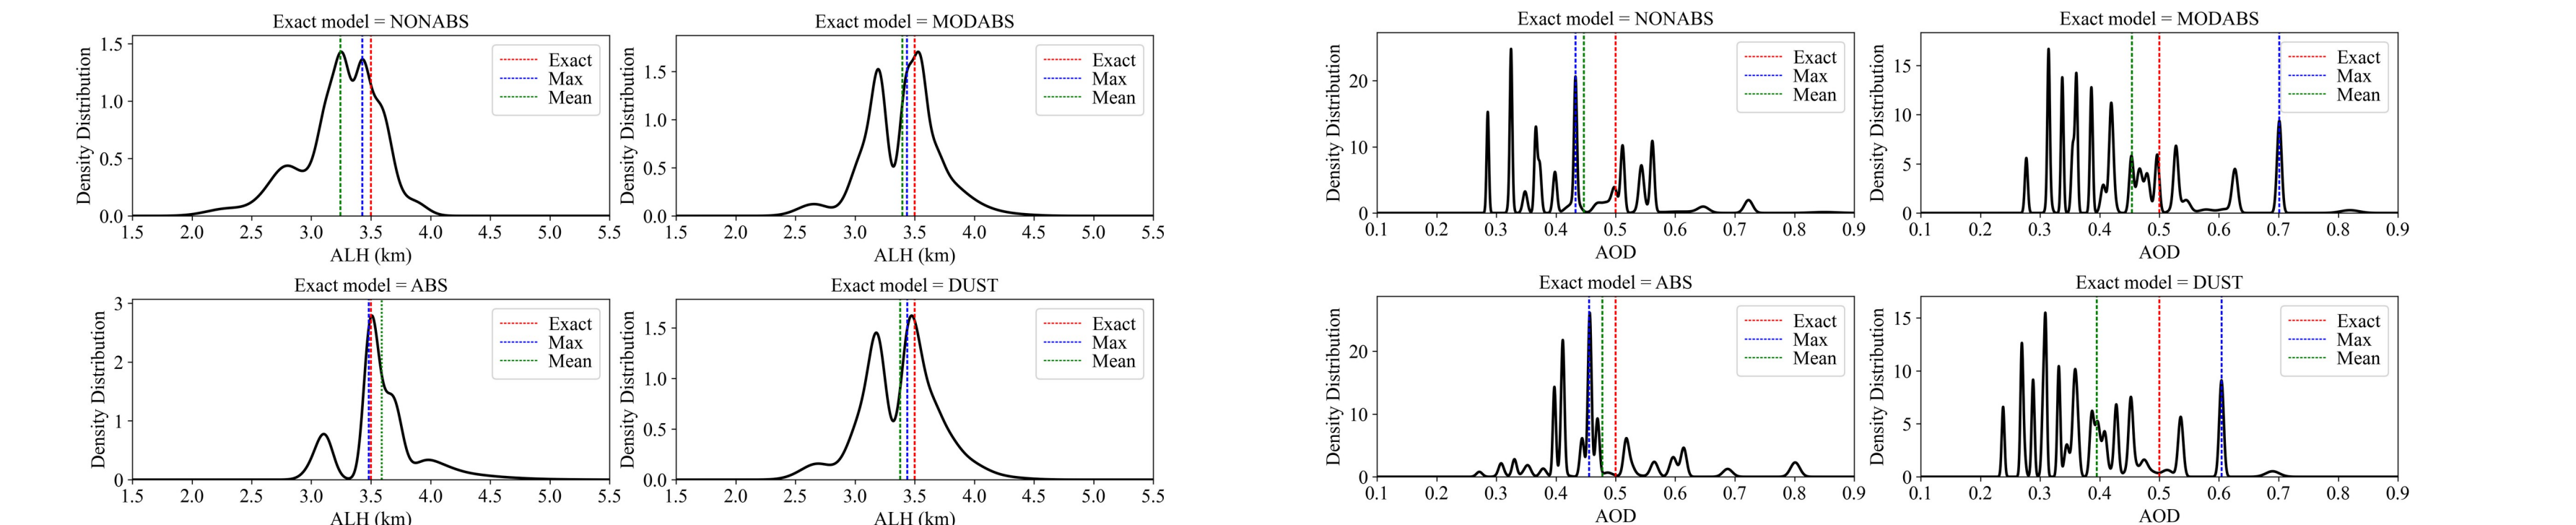 Exact model = NONABS
Density Distribution
1.5
1.0
0.5
0.0
Exact
Max
Mean
1.5 2.0 2.5 3.0 3.5 4.0 4.5 5.0 5.5
ALH (km)
Exact model = MODABS
Density Distribution
1.5
1.0
0.5
0.0
Exact
Max
Mean
1.5 2.0 2.5 3.0 3.5 4.0 4.5 5.0 5.5
ALH (km)
Exact model = NONABS
Density Distribution
20
10
0
Exact
Max
Mean
0.1 0.2 0.3 0.4 0.5 0.6 0.7 0.8 0.9
AOD
Exact model = MODABS
Density Distribution
15
10
5
0
Exact
Max
Mean
0.1 0.2 0.3 0.4 0.5 0.6 0.7 0.8 0.9
AOD
Exact model = ABS
Density Distribution
3
2
1
0
Exact
Max
Mean
1.5 2.0 2.5 3.0 3.5 4.0 4.5 5.0 5.5
ALH (km)
Exact model = DUST
Density Distribution
1.5
1.0
0.5
0.0
Exact
Max
Mean
1.5 2.0 2.5 3.0 3.5 4.0 4.5 5.0 5.5
ALH (km)
Exact model = ABS
Density Distribution
20
10
0
Exact
Max
Mean
0.1 0.2 0.3 0.4 0.5 0.6 0.7 0.8 0.9
AOD
Exact model = DUST
Density Distribution
15
10
5
0
Exact
Max
Mean
0.1 0.2 0.3 0.4 0.5 0.6 0.7 0.8 0.9
AOD